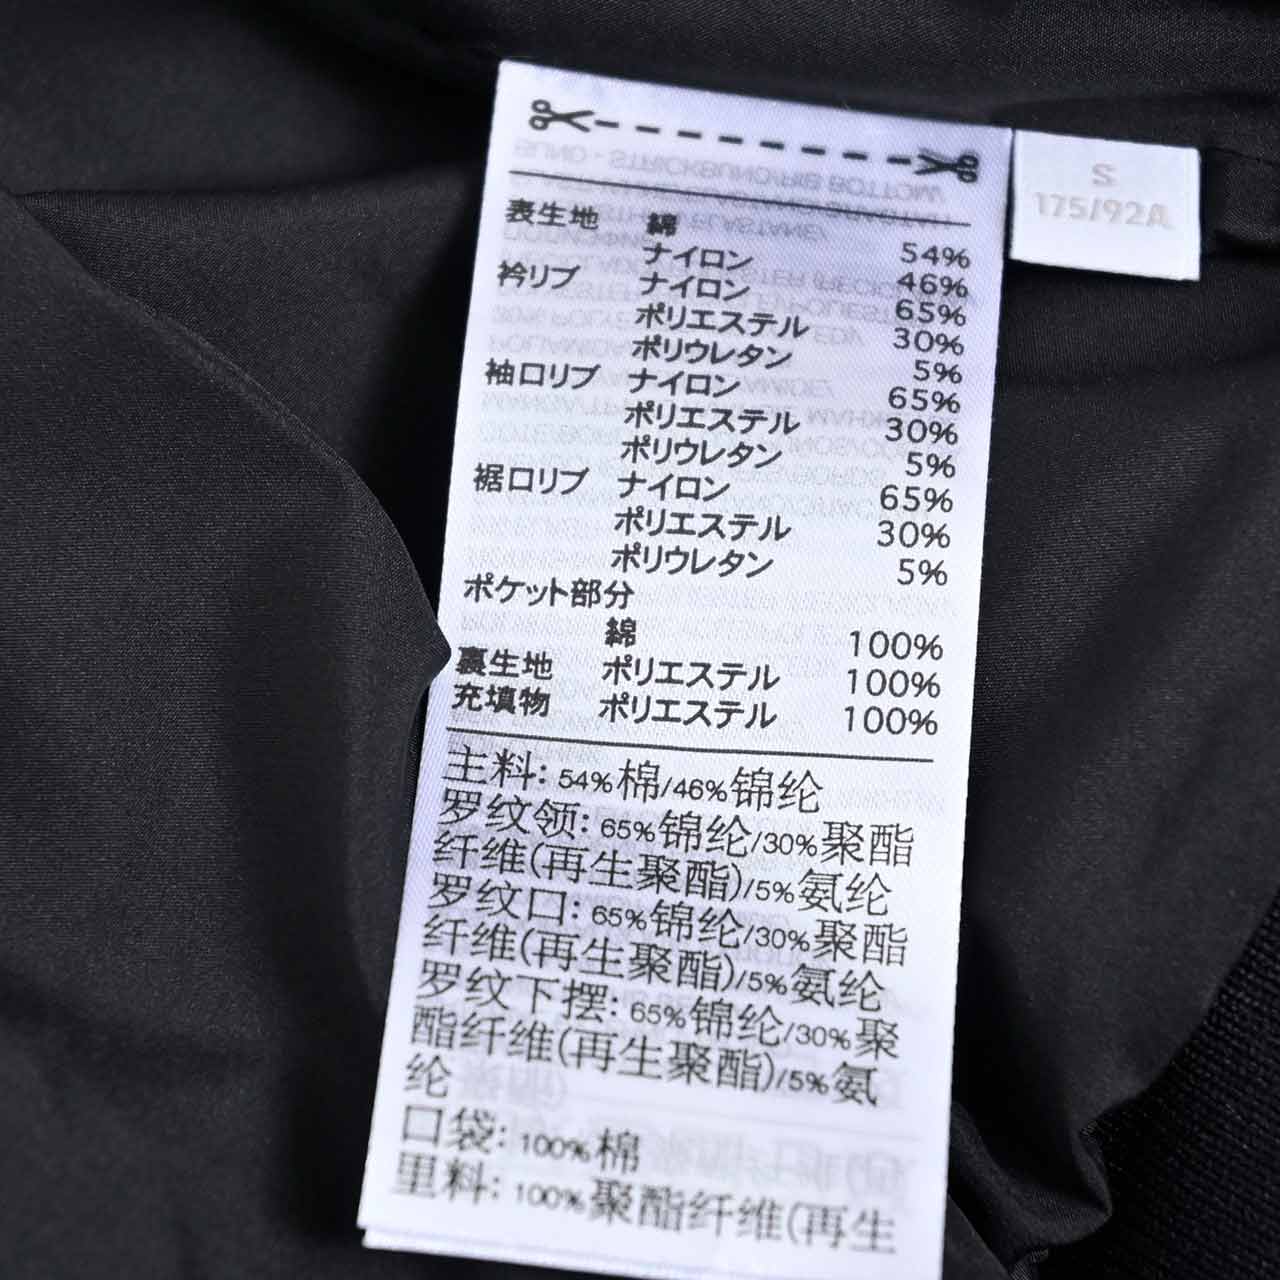 S
175/92A
表生地 綿 54%
ナイロン 46%
衿リブ ナイロン 65%
ポリエステル 30%
ポリウレタン 5%
袖口リブ ナイロン 65%
ポリエステル 30%
ポリウレタン 5%
裾口リブ ナイロン 65%
ポリエステル 30%
ポリウレタン 5%
ポケット部分
綿 100%
裏生地 ポリエステル 100%
充填物 ポリエステル 100%
主料: 54%棉/46%锦纶
罗纹领: 65%锦纶/30%聚酯
纤维(再生聚酯)/5%氨纶
罗纹口: 65%锦纶/30%聚酯
纤维(再生聚酯)/5%氨纶
罗纹下摆: 65%锦纶/30%聚
酯纤维(再生聚酯)/5%氨
纶
口袋: 100%棉
里料: 100%聚酯纤维(再生